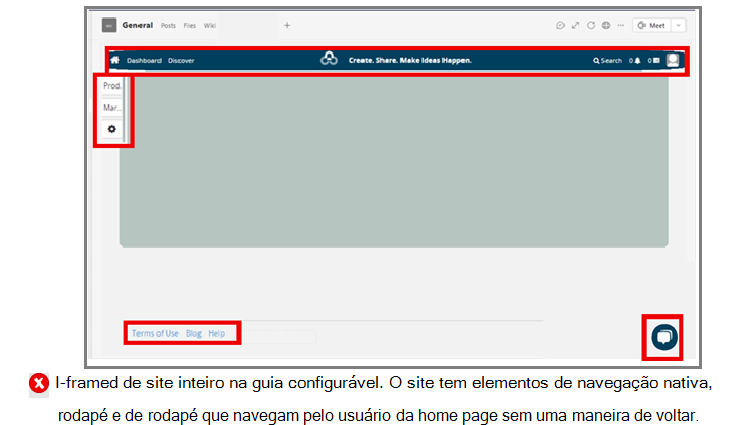 General Posts Files Wiki + Meet
Dashboard Discover Create. Share. Make Ideas Happen. Search 0 0
Prod..
Mar...
Terms of Use Blog Help
I-framed de site inteiro na guia configurável. O site tem elementos de navegação nativa,
rodapé e de rodapé que navegam pelo usuário da home page sem uma maneira de voltar.